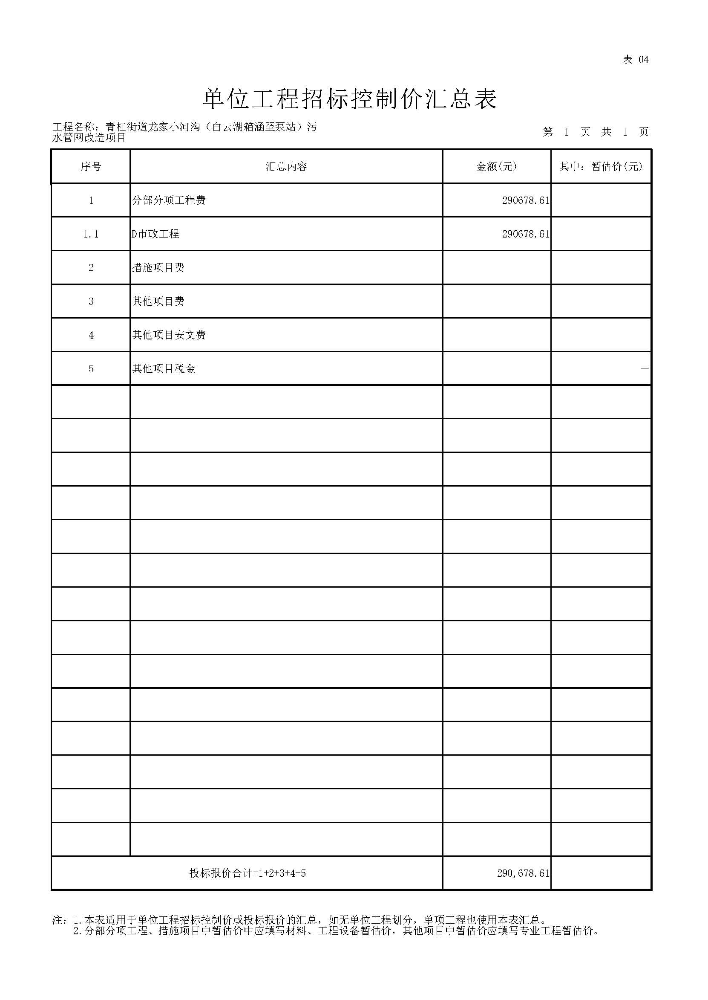 表-04
单位工程招标控制价汇总表
工程名称：青杠街道龙家小河沟（白云湖箱涵至泵站）污
水管网改造项目
第 1 页 共 1 页
序号 汇总内容 金额(元) 其中：暂估价(元)
1 分部分项工程费 290678.61
1.1 D市政工程 290678.61
2 措施项目费
3 其他项目费
4 其他项目安文费
5 其他项目税金 —
投标报价合计=1+2+3+4+5 290,678.61
注：1.本表适用于单位工程招标控制价或投标报价的汇总，如无单位工程划分，单项工程也使用本表汇总。
2.分部分项工程、措施项目中暂估价中应填写材料、工程设备暂估价，其他项目中暂估价应填写专业工程暂估价。